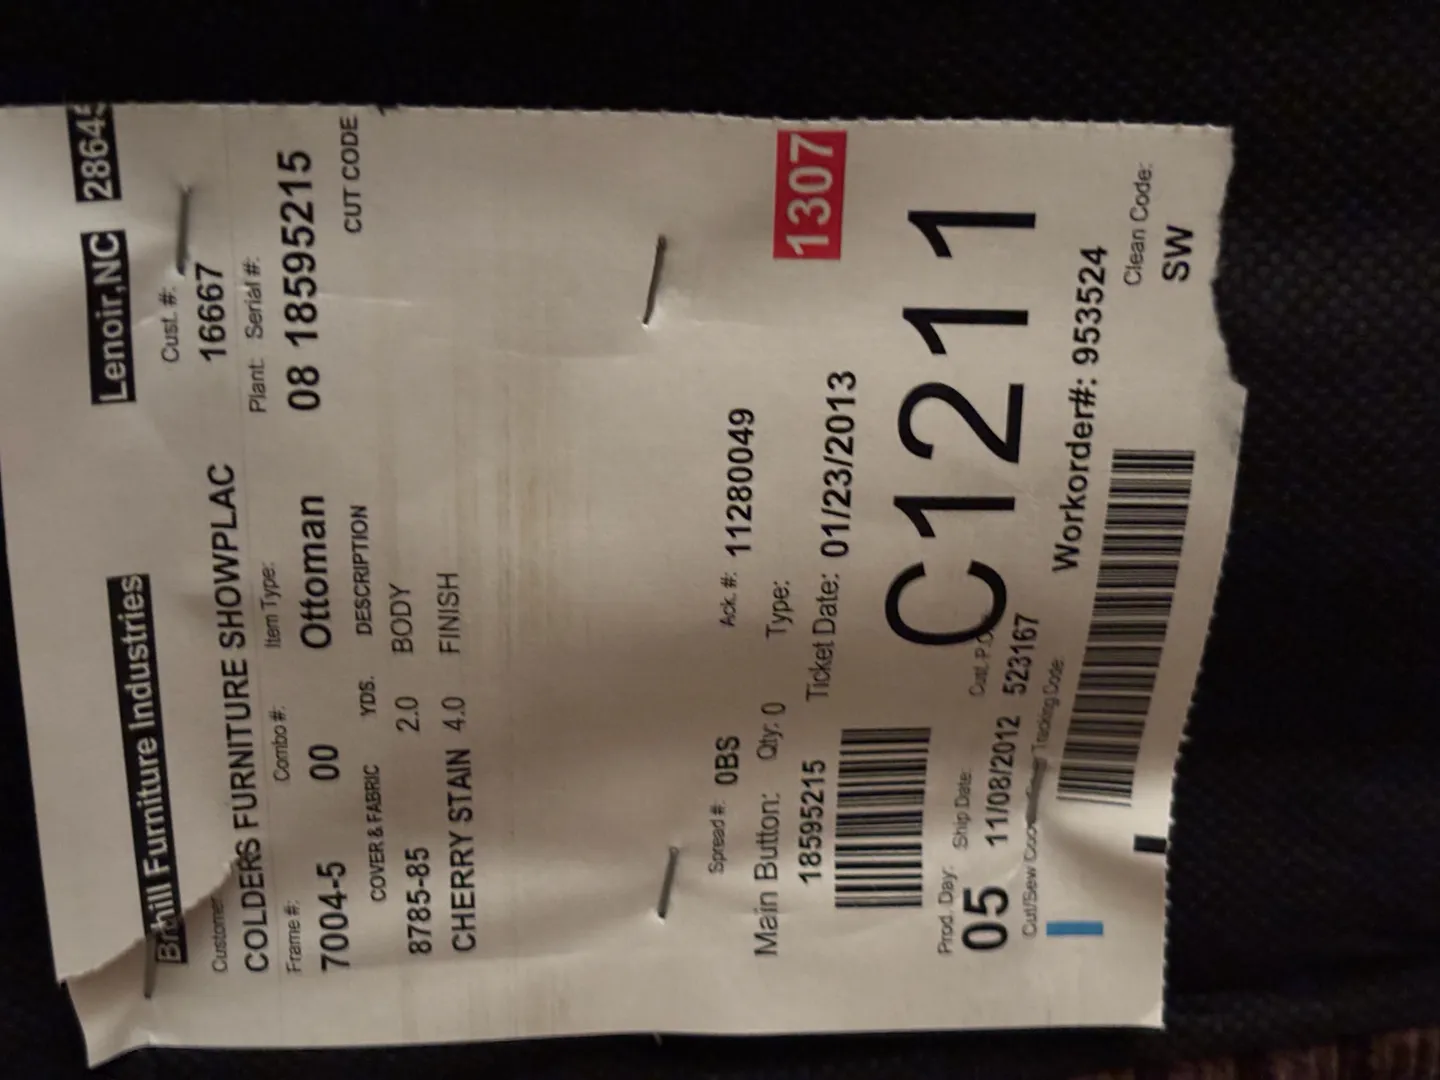 Broyhill Furniture Industries Lenoir,NC 28645
Customer Cust. #:
COLDERS FURNITURE SHOWPLAC 16667
Frame #: Combo #: Item Type: Plant: Serial #:
7004-5 00 Ottoman 08 18595215
COVER & FABRIC YDS. DESCRIPTION CUT CODE
8785-85 2.0 BODY
CHERRY STAIN 4.0 FINISH
Spread #: 0BS Ack. #: 11280049
Main Button: Qty: 0 Type:
18595215 Ticket Date: 01/23/2013 1307
C1211
Prod. Day: Ship Date: Cust. P.O.
05 11/08/2012 523167
Cut/Sew Tracking Code: Workorder#: 953524
Clean Code:
SW